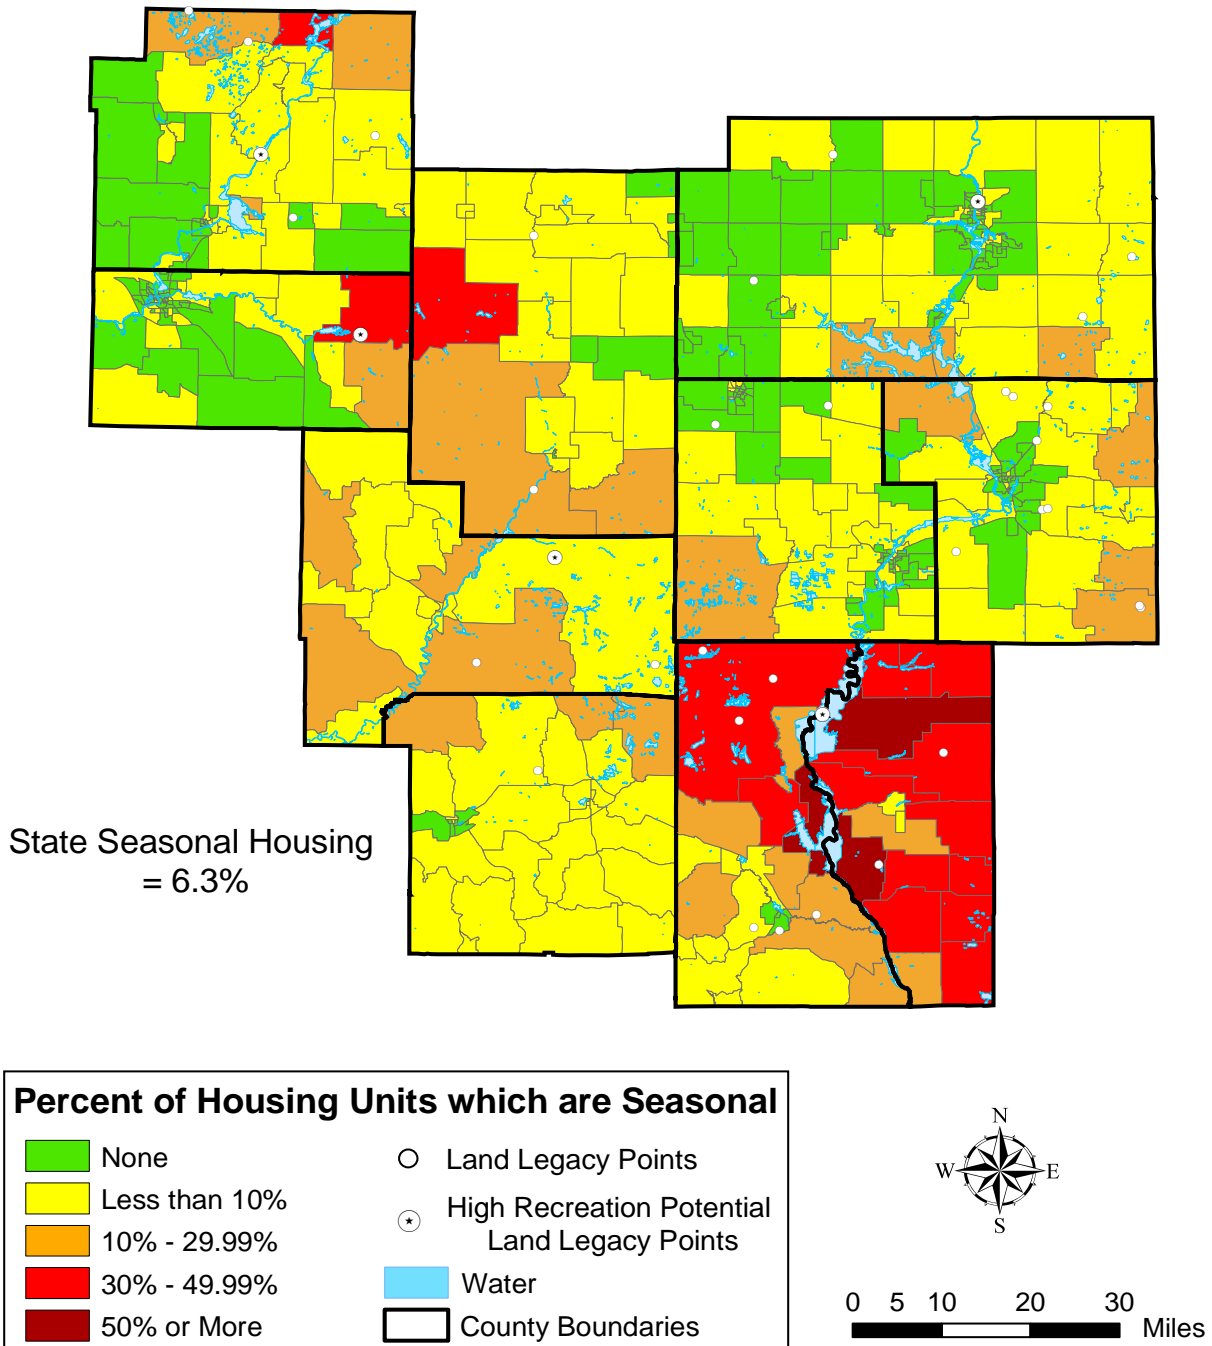 State Seasonal Housing
= 6.3%
Percent of Housing Units which are Seasonal
None
Less than 10%
10% - 29.99%
30% - 49.99%
50% or More
Land Legacy Points
High Recreation Potential
Land Legacy Points
Water
County Boundaries
N
W E
S
0 5 10 20 30
Miles